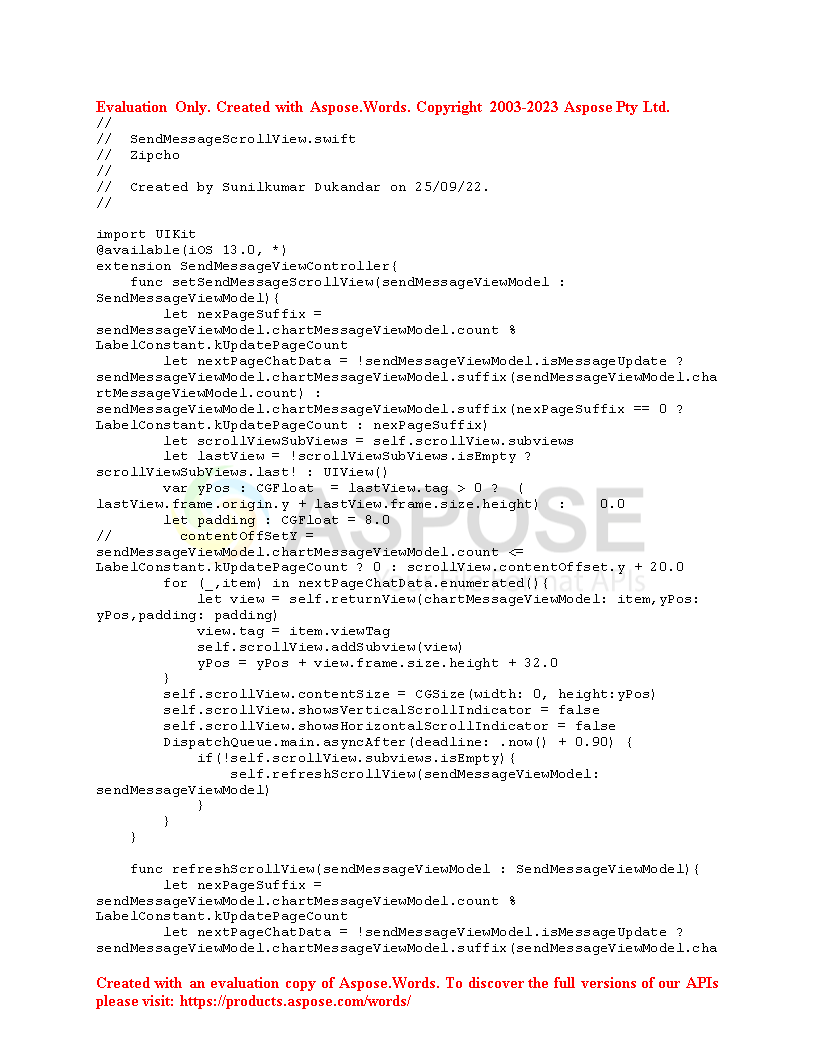 Evaluation Only. Created with Aspose.Words. Copyright 2003-2023 Aspose Pty Ltd.
//
//  SendMessageScrollView.swift
//  Zipcho
//
//  Created by Sunilkumar Dukandar on 25/09/22.
//
import UIKit
@available(iOS 13.0, *)
extension SendMessageViewController{
    func setSendMessageScrollView(sendMessageViewModel :
SendMessageViewModel){
        let nexPageSuffix =
sendMessageViewModel.chartMessageViewModel.count %
LabelConstant.kUpdatePageCount
        let nextPageChatData = !sendMessageViewModel.isMessageUpdate ?
sendMessageViewModel.chartMessageViewModel.suffix(sendMessageViewModel.cha
rtMessageViewModel.count) :
sendMessageViewModel.chartMessageViewModel.suffix(nexPageSuffix == 0 ?
LabelConstant.kUpdatePageCount : nexPageSuffix)
        let scrollViewSubViews = self.scrollView.subviews
        let lastView = !scrollViewSubViews.isEmpty ?
scrollViewSubViews.last! : UIView()
        var yPos : CGFloat  = lastView.tag > 0 ?  (
lastView.frame.origin.y + lastView.frame.size.height)  :    0.0
        let padding : CGFloat = 8.0
//        contentOffSetY =
sendMessageViewModel.chartMessageViewModel.count <=
LabelConstant.kUpdatePageCount ? 0 : scrollView.contentOffset.y + 20.0
        for (_,item) in nextPageChatData.enumerated(){
            let view = self.returnView(chartMessageViewModel: item,yPos:
yPos,padding: padding)
            view.tag = item.viewTag
            self.scrollView.addSubview(view)
            yPos = yPos + view.frame.size.height + 32.0
        }
        self.scrollView.contentSize = CGSize(width: 0, height:yPos)
        self.scrollView.showsVerticalScrollIndicator = false
        self.scrollView.showsHorizontalScrollIndicator = false
        DispatchQueue.main.asyncAfter(deadline: .now() + 0.90) {
            if(!self.scrollView.subviews.isEmpty){
                self.refreshScrollView(sendMessageViewModel:
sendMessageViewModel)
            }
        }
    }
    func refreshScrollView(sendMessageViewModel : SendMessageViewModel){
        let nexPageSuffix =
sendMessageViewModel.chartMessageViewModel.count %
LabelConstant.kUpdatePageCount
        let nextPageChatData = !sendMessageViewModel.isMessageUpdate ?
sendMessageViewModel.chartMessageViewModel.suffix(sendMessageViewModel.cha
Created with an evaluation copy of Aspose.Words. To discover the full versions of our APIs
please visit: https://products.aspose.com/words/
ASPOSE
APIs